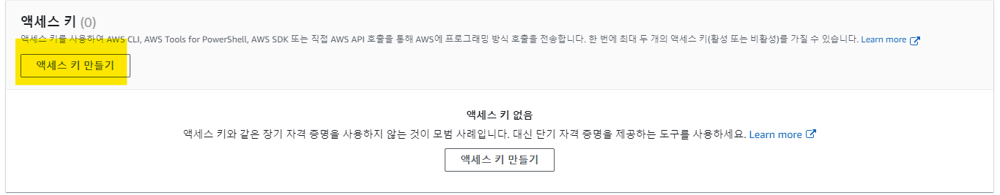 액세스 키 (0)
액세스 키를 사용하여 AWS CLI, AWS Tools for PowerShell, AWS SDK 또는 직접 AWS API 호출을 통해 AWS에 프로그래밍 방식 호출을 전송합니다. 한 번에 최대 두 개의 액세스 키(활성 또는 비활성)를 가질 수 있습니다. Learn more
액세스 키 만들기
액세스 키 없음
액세스 키와 같은 장기 자격 증명을 사용하지 않는 것이 모범 사례입니다. 대신 단기 자격 증명을 제공하는 도구를 사용하세요. Learn more
액세스 키 만들기